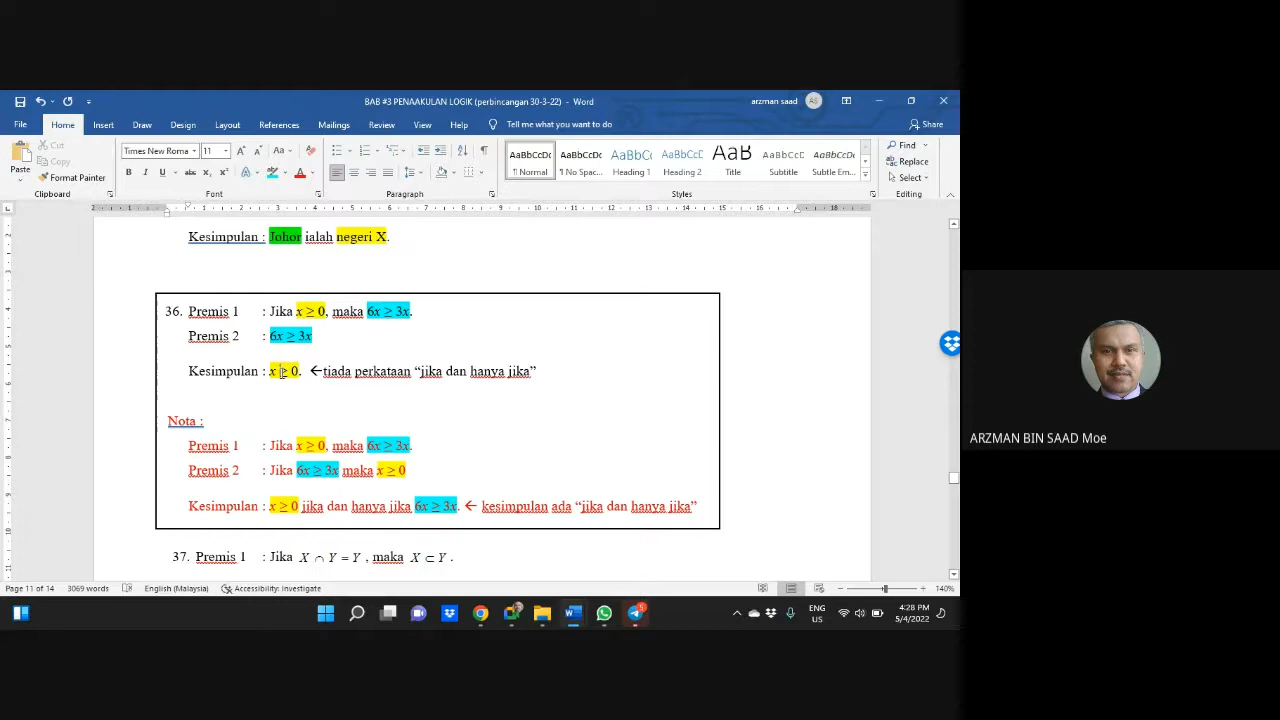 BAB #3 PENAAKULAN LOGIK (perbincangan 30-3-22) - Word
arzman saad AS
File Home Insert Draw Design Layout References Mailings Review View Help Tell me what you want to do Share
Paste
Cut
Copy
Format Painter
Times New Roma 11
AaBbCcDc ¶ Normal
AaBbCcDc ¶ No Spac...
AaBbCc Heading 1
AaBbCcC Heading 2
AaB Title
AaBbCcD Subtitle
AaBbCcDc Subtle Em...
Find
Replace
Select
Clipboard Font Paragraph Styles Editing
Kesimpulan : Johor ialah negeri X.
36. Premis 1 : Jika x ≥ 0, maka 6x ≥ 3x.
Premis 2 : 6x ≥ 3x
Kesimpulan : x ≥ 0. ←tiada perkataan “jika dan hanya jika”
Nota :
Premis 1 : Jika x ≥ 0, maka 6x ≥ 3x.
Premis 2 : Jika 6x ≥ 3x maka x ≥ 0
Kesimpulan : x ≥ 0 jika dan hanya jika 6x ≥ 3x. ← kesimpulan ada “jika dan hanya jika”
37. Premis 1 : Jika X ∩ Y = Y , maka X ⊂ Y .
ARZMAN BIN SAAD Moe
Page 11 of 14 3069 words English (Malaysia) Accessibility: Investigate 140%
ENG US
4:28 PM
5/4/2022